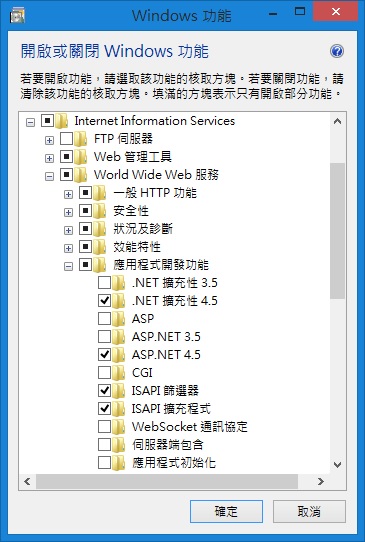 Windows 功能
開啟或關閉 Windows 功能
若要開啟功能，請選取該功能的核取方塊。若要關閉功能，請
清除該功能的核取方塊。填滿的方塊表示只有開啟部分功能。
Internet Information Services
FTP 伺服器
Web 管理工具
World Wide Web 服務
一般 HTTP 功能
安全性
狀況及診斷
效能特性
應用程式開發功能
.NET 擴充性 3.5
.NET 擴充性 4.5
ASP
ASP.NET 3.5
ASP.NET 4.5
CGI
ISAPI 篩選器
ISAPI 擴充程式
WebSocket 通訊協定
伺服器端包含
應用程式初始化
確定
取消